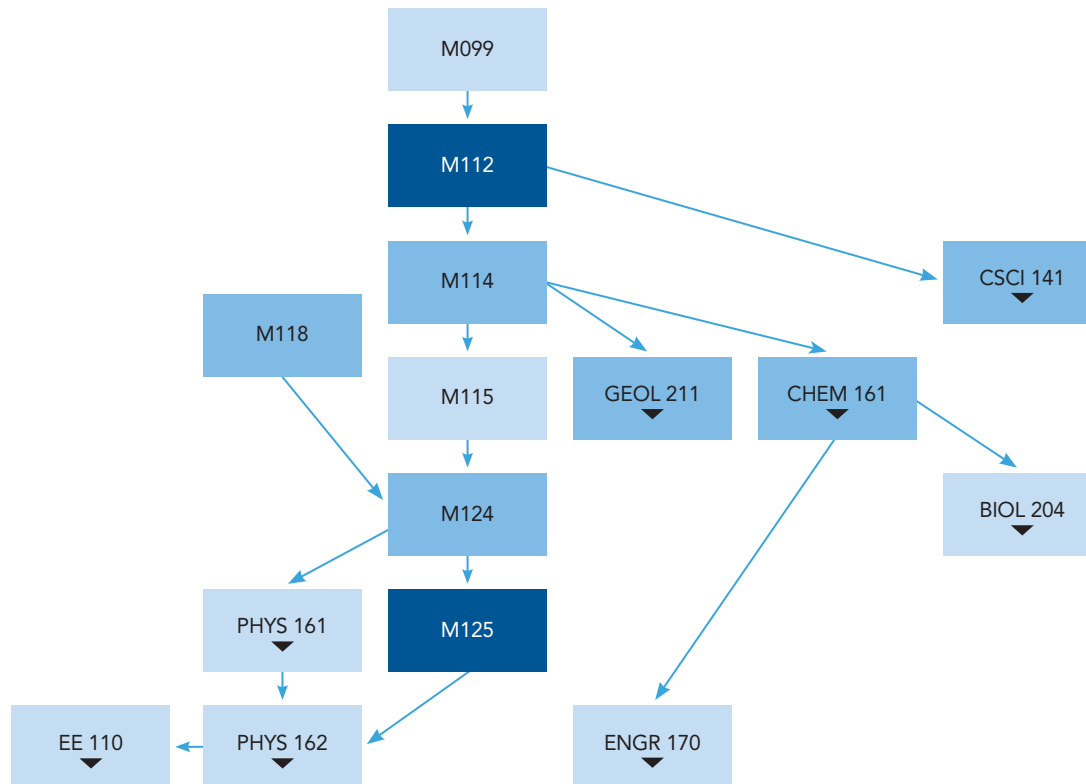 M099
M112
M114
CSCI 141
M118
M115
GEOL 211
CHEM 161
M124
BIOL 204
PHYS 161
M125
EE 110
PHYS 162
ENGR 170